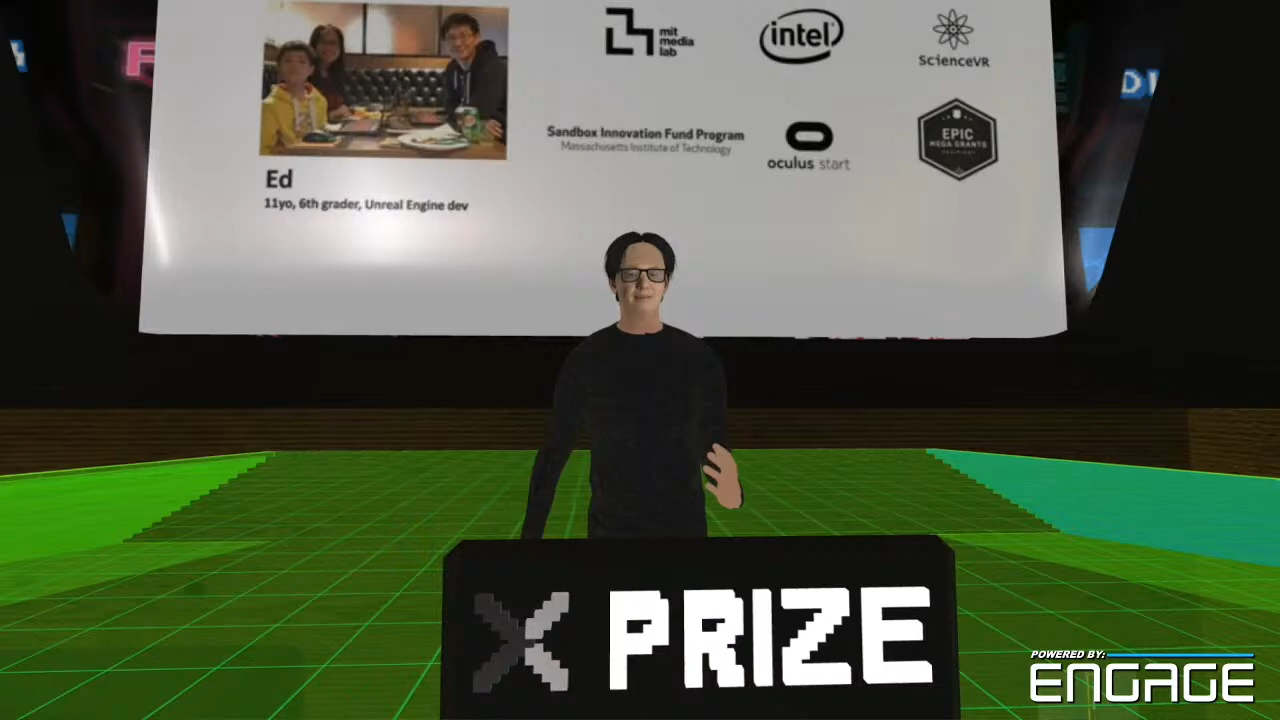 mit
media
lab
intel
ScienceVR
Sandbox Innovation Fund Program
Massachusetts Institute of Technology
oculus start
EPIC
MEGA GRANTS
Ed
11yo, 6th grader, Unreal Engine dev
X PRIZE
POWERED BY:
ENGAGE